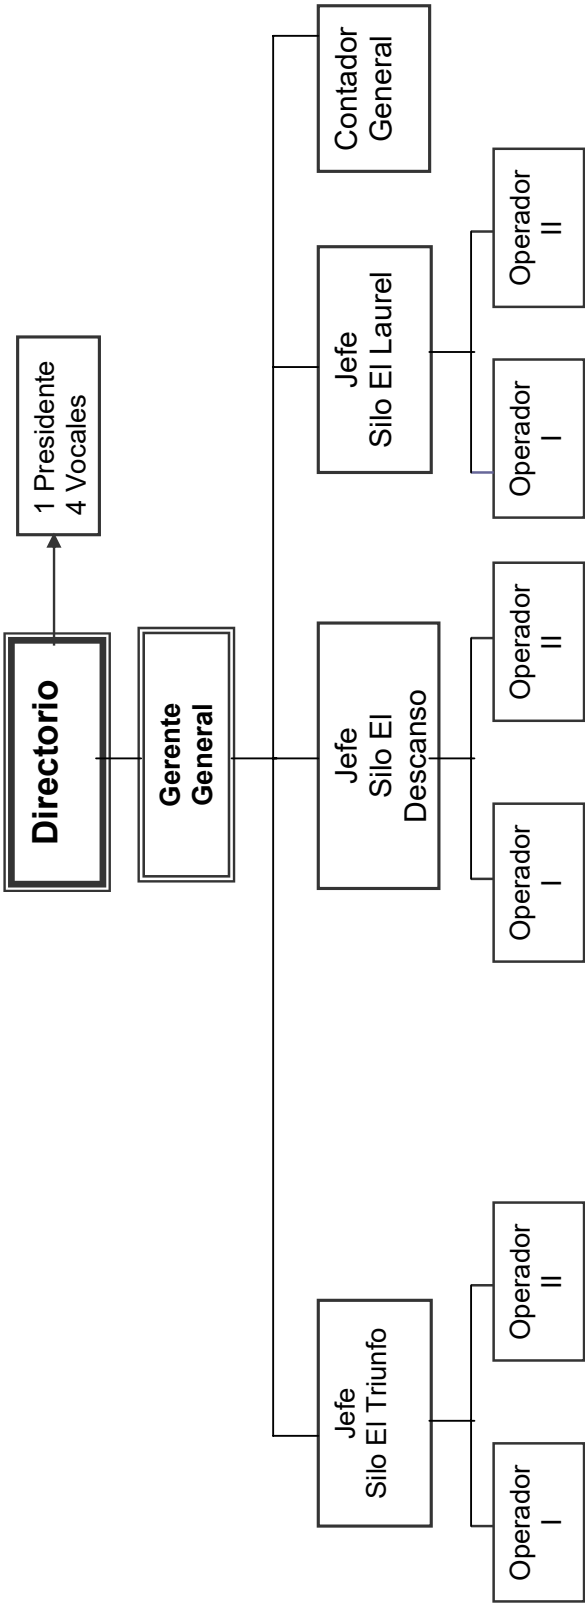 Directorio
1 Presidente
4 Vocales
Gerente
General
Jefe
Silo El Triunfo
Jefe
Silo El
Descanso
Jefe
Silo El Laurel
Contador
General
Operador
I
Operador
II
Operador
I
Operador
II
Operador
I
Operador
II